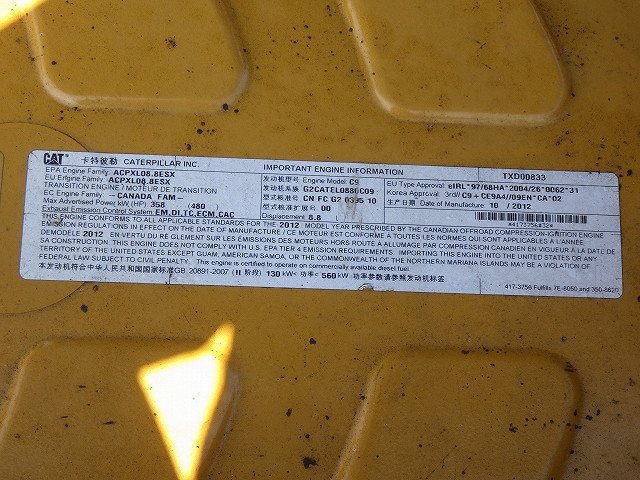 CAT 卡特彼勒 CATERPILLAR INC. IMPORTANT ENGINE INFORMATION TXD00833
EPA Engine Family: ACPXL08.8ESX
EU Engine Family: ACPXL08.8ESX
TRANSITION ENGINE / MOTEUR DE TRANSITION
EC Engine Family: —CANADA FAM—
Max Advertised Power kW (HP) 358 (480)
Exhaust Emission Control System: EM,DI,TC,ECM,CAC
发动机型号 Engine Model: C9
发动机系族 G2CATEL088
型式核准号 CN FC G2
型式核准扩展号 00
Displacement 8.8
EU Type Approval: eIRL*97/68HA*2004/26*0062*31
Korea Approval: 3rd// C9 + CE9A4//09EN*CA*02
生产日期 Date of Manufacture: 10 / 2012
THIS ENGINE CONFORMS TO ALL APPLICABLE STANDARDS FOR THE 2012 MODEL YEAR PRESCRIBED BY THE CANADIAN OFFROAD COMPRESSION-IGNITION ENGINE
EMISSION REGULATIONS IN EFFECT ON THE DATE OF MANUFACTURE / CE MOTEUR EST CONFORME A TOUTES LES NORMES QUI SONT APPLICABLES A L'ANNEE
DEMODELE 2012 EN VERTU DU REGLEMENT SUR LES EMISSIONS DES MOTEURS HORS ROUTE A ALLUMAGE PAR COMPRESSION CANADIEN EN VIGUEUR A LA DATE DE
SA CONSTRUCTION. THIS ENGINE DOES NOT COMPLY WITH U.S. EPA TIER 4 EMISSION REQUIREMENTS. IMPORTING THIS ENGINE INTO THE UNITED STATES OR ANY
TERRITORY OF THE UNITED STATES EXCEPT GUAM, AMERICAN SAMOA, OR THE COMMONWEALTH OF THE NORTHERN MARIANA ISLANDS MAY BE A VIOLATION OF
FEDERAL LAW SUBJECT TO CIVIL PENALTY. This engine is certified to operate on commercially available diesel fuel.
本发动机符合中华人民共和国国家标准GB 20891-2007 (II 阶段) 130 kW< 功率< 560 kW 功率参数请参照发动机标签
417-3756 Fulfills 7E-8050 and 350-8620